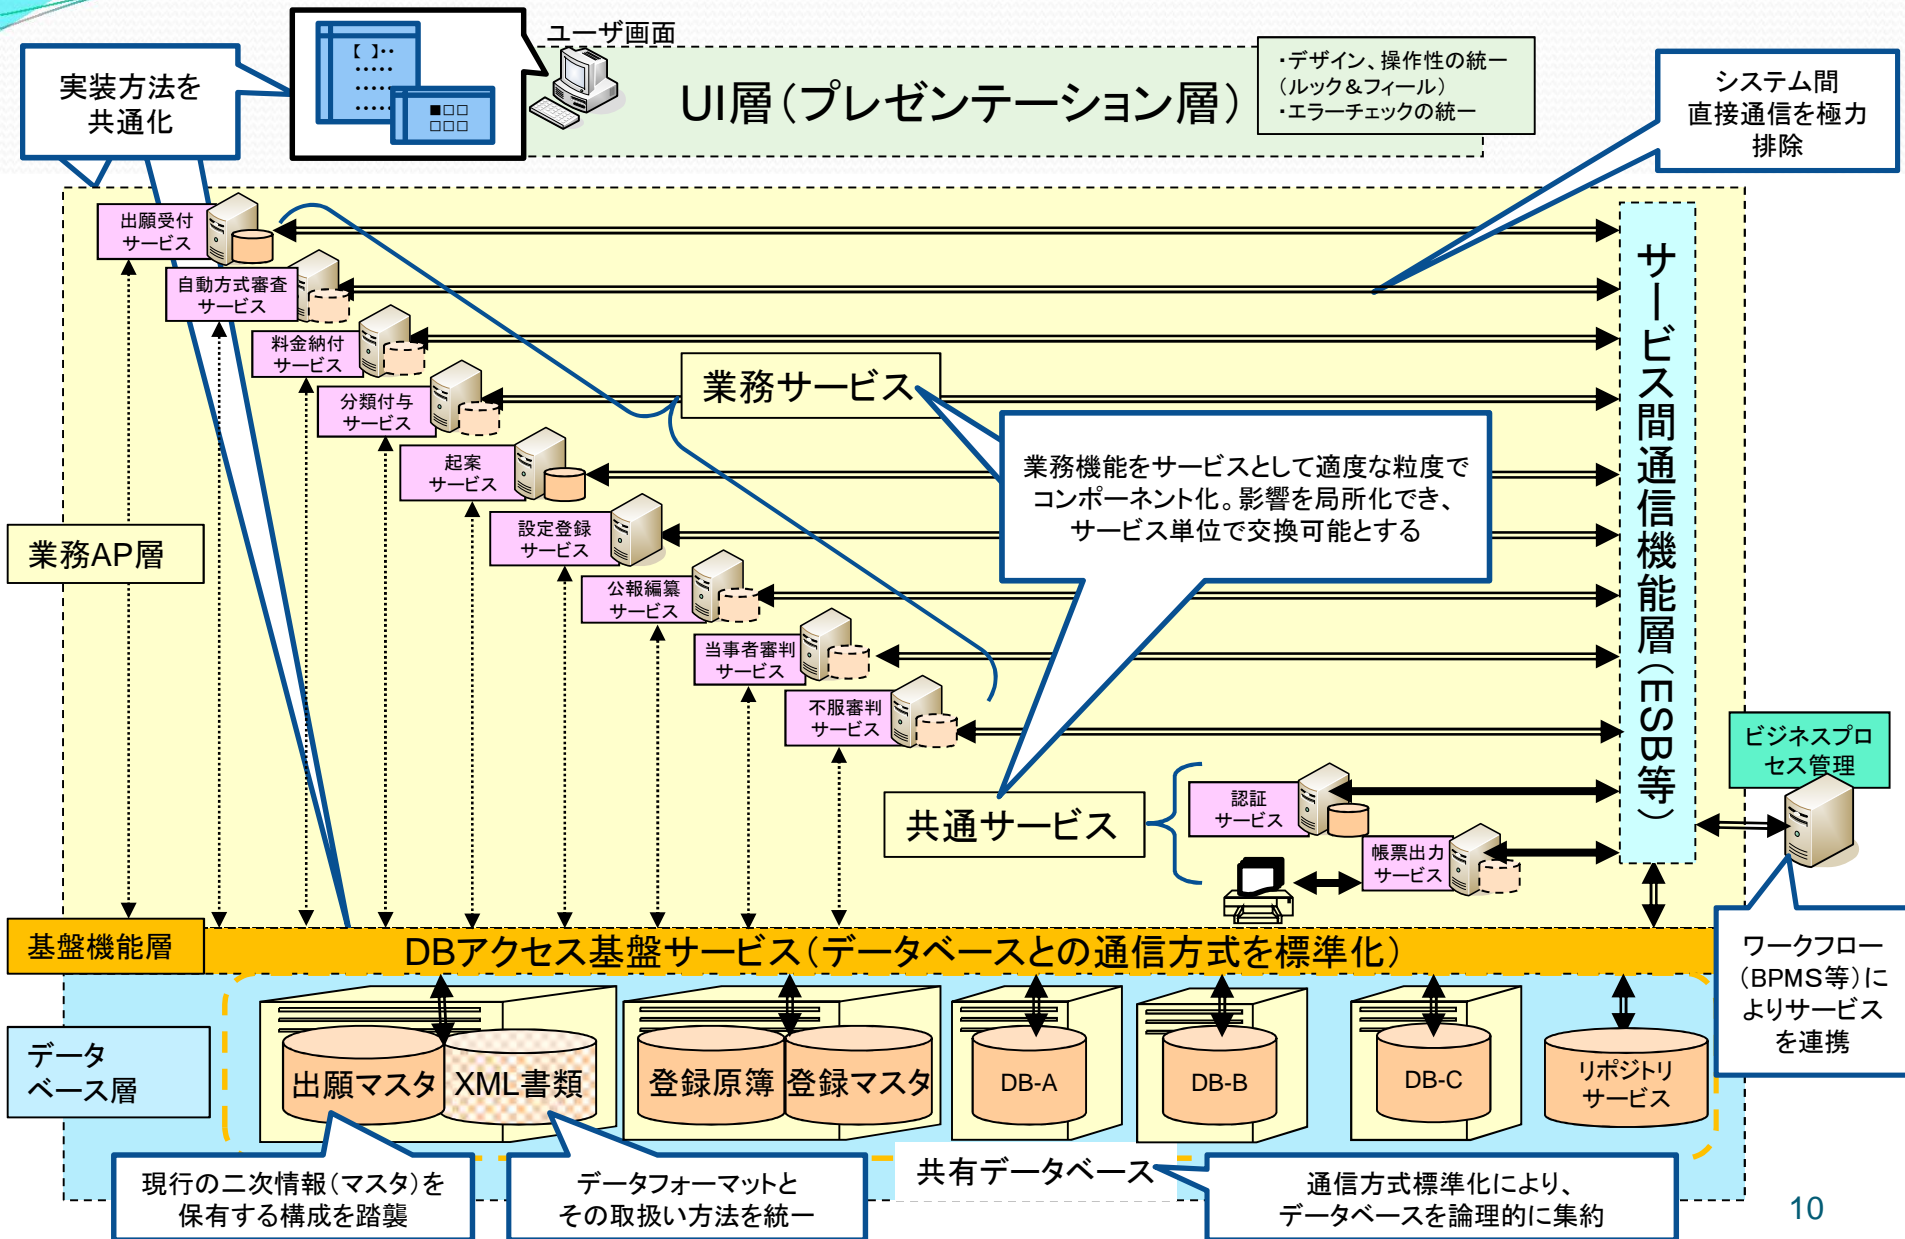 ユーザ画面
実装方法を
共通化
【 】‥
UI層（プレゼンテーション層）
・デザイン、操作性の統一
（ルック＆フィール）
・エラーチェックの統一
システム間
直接通信を極力
排除
出願受付
サービス
自動方式審査
サービス
料金納付
サービス
分類付与
サービス
起案
サービス
設定登録
サービス
公報編纂
サービス
当事者審判
サービス
不服審判
サービス
業務サービス
業務機能をサービスとして適度な粒度で
コンポーネント化。影響を局所化でき、
サービス単位で交換可能とする
サービス間通信機能層（ESB等）
業務AP層
共通サービス
認証
サービス
帳票出力
サービス
ビジネスプロ
セス管理
ワークフロー
（BPMS等）に
よりサービス
を連携
基盤機能層
DBアクセス基盤サービス（データベースとの通信方式を標準化）
データ
ベース層
出願マスタ
XML書類
登録原簿
登録マスタ
DB-A
DB-B
DB-C
リポジトリ
サービス
共有データベース
現行の二次情報（マスタ）を
保有する構成を踏襲
データフォーマットと
その取扱い方法を統一
通信方式標準化により、
データベースを論理的に集約
10